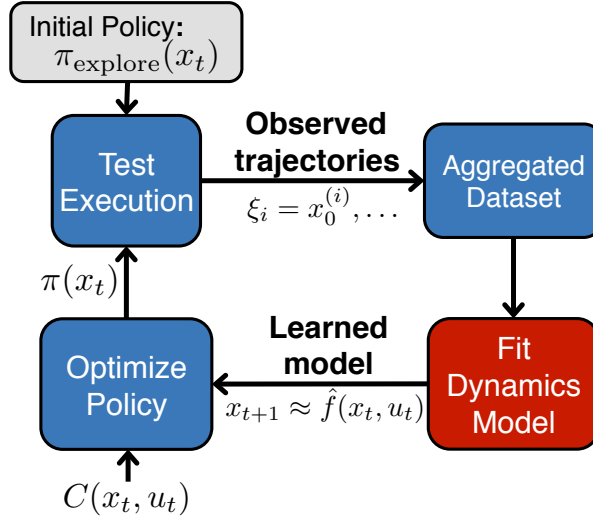 Initial Policy:
π_explore(x_t)
Test
Execution
Observed
trajectories
ξ_i = x_0^{(i)}, . . .
Aggregated
Dataset
π(x_t)
Optimize
Policy
Learned
model
x_{t+1} ≈ f̂(x_t, u_t)
Fit
Dynamics
Model
C(x_t, u_t)